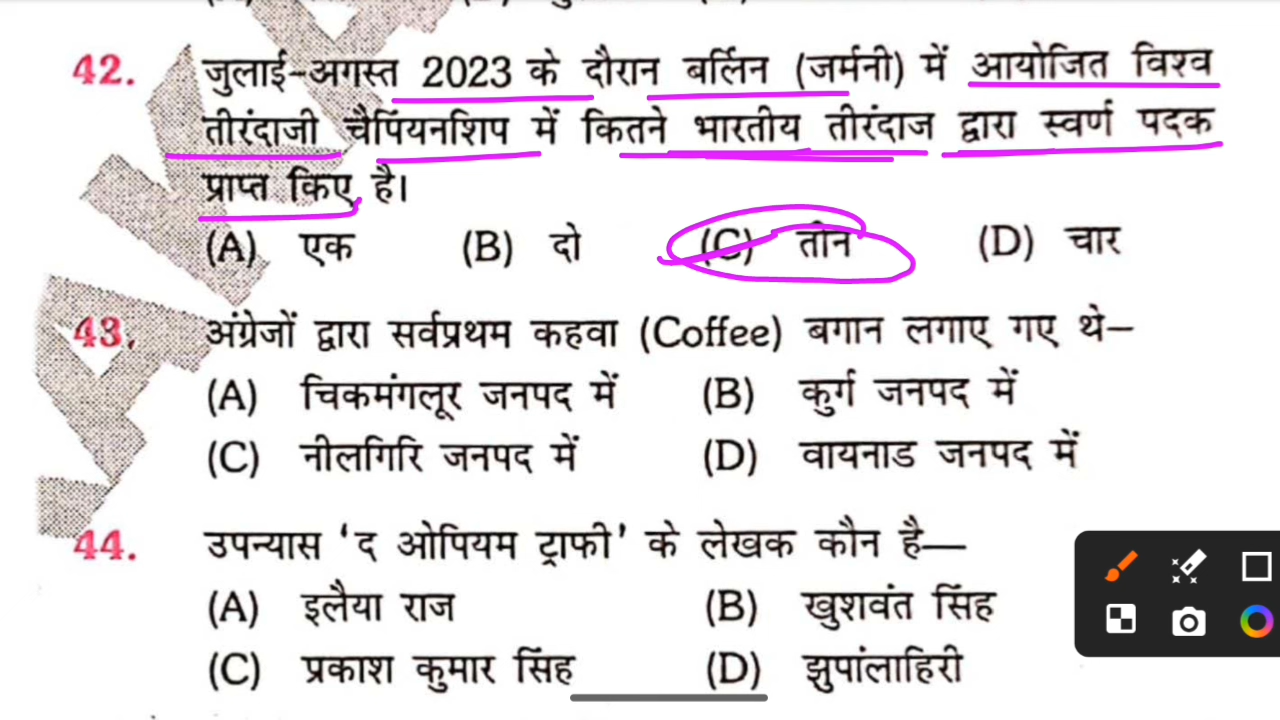 42. जुलाई-अगस्त 2023 के दौरान बर्लिन (जर्मनी) में आयोजित विश्व
तीरंदाजी चैपिंयनशिप में कितने भारतीय तीरंदाज द्वारा स्वर्ण पदक
प्राप्त किए है।
(A) एक (B) दो (C) तीन (D) चार
43. अंग्रेजों द्वारा सर्वप्रथम कहवा (Coffee) बगान लगाए गए थे–
(A) चिकमंगलूर जनपद में (B) कुर्ग जनपद में
(C) नीलगिरि जनपद में (D) वायनाड जनपद में
44. उपन्यास ‘द ओपियम ट्राफी’ के लेखक कौन है—
(A) इलैया राज (B) खुशवंत सिंह
(C) प्रकाश कुमार सिंह (D) झुपांलाहिरी